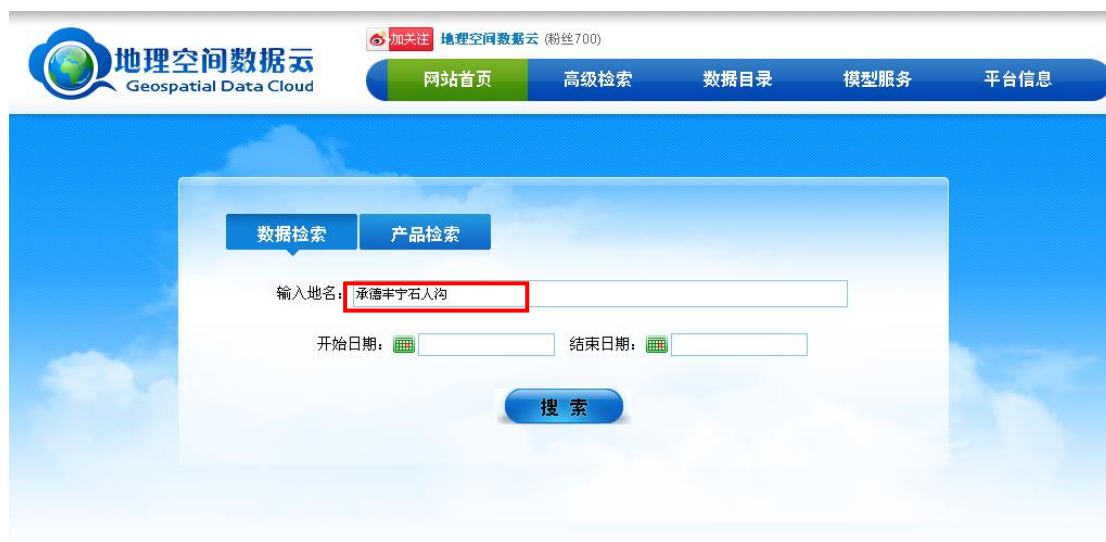 加关注 地理空间数据云 (粉丝700)
地理空间数据云
Geospatial Data Cloud
网站首页 高级检索 数据目录 模型服务 平台信息
数据检索 产品检索
输入地名: 承德丰宁石人沟
开始日期: 结束日期:
搜 索